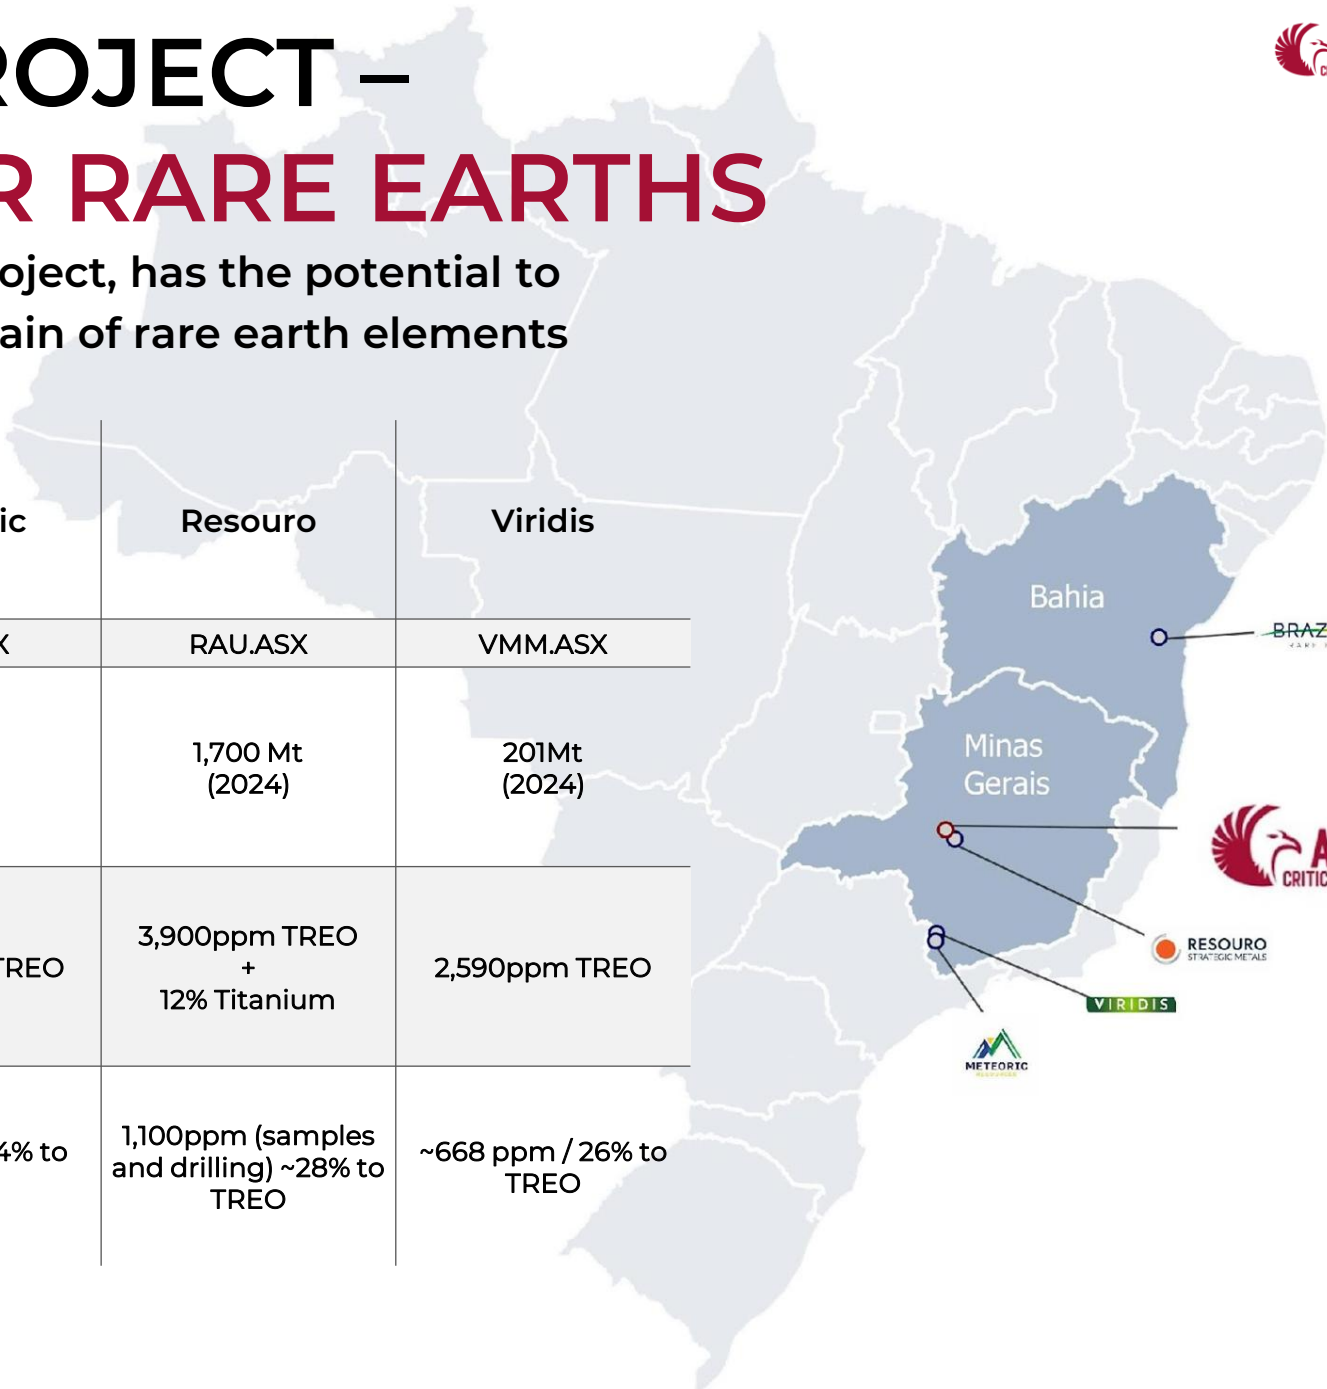 ROJECT –
R RARE EARTHS
oject, has the potential to
ain of rare earth elements
ic
Resouro
Viridis
X
RAU.ASX
VMM.ASX
1,700 Mt
(2024)
201Mt
(2024)
TREO
3,900ppm TREO
+
12% Titanium
2,590ppm TREO
4% to
1,100ppm (samples
and drilling) ~28% to
TREO
~668 ppm / 26% to
TREO
Bahia
BRAZ
Minas
Gerais
A
CRITIC
RESOURO
STRATEGIC METALS
VIRIDIS
METEORIC
RESOURCES